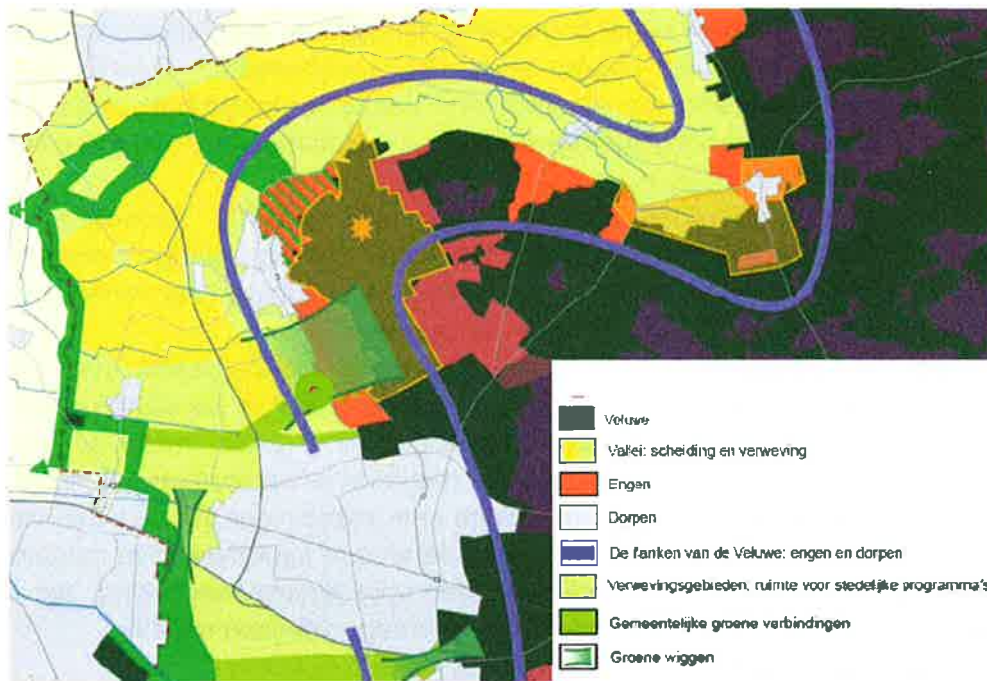 Veluwe
Vallei: scheiding en verweving
Engen
Dorpen
De flanken van de Veluwe: engen en dorpen
Verwevingsgebieden: ruimte voor stedelijke programma's
Gemeentelijke groene verbindingen
Groene wiggen